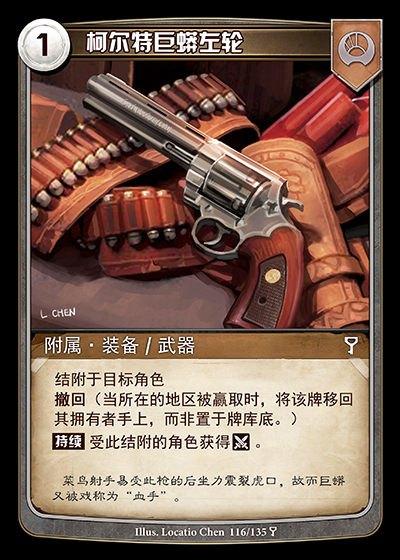 1
柯尔特巨蟒左轮
L. CHEN
附属·装备 / 武器
结附于目标角色
撤回（当所在的地区被赢取时，将该牌移回
其拥有者手上，而非置于牌库底。）
持续 受此结附的角色获得 。
菜鸟射手易受此枪的后坐力震裂虎口，故而巨蟒
又被戏称为“血手”。
Illus. Locatio Chen 116/135